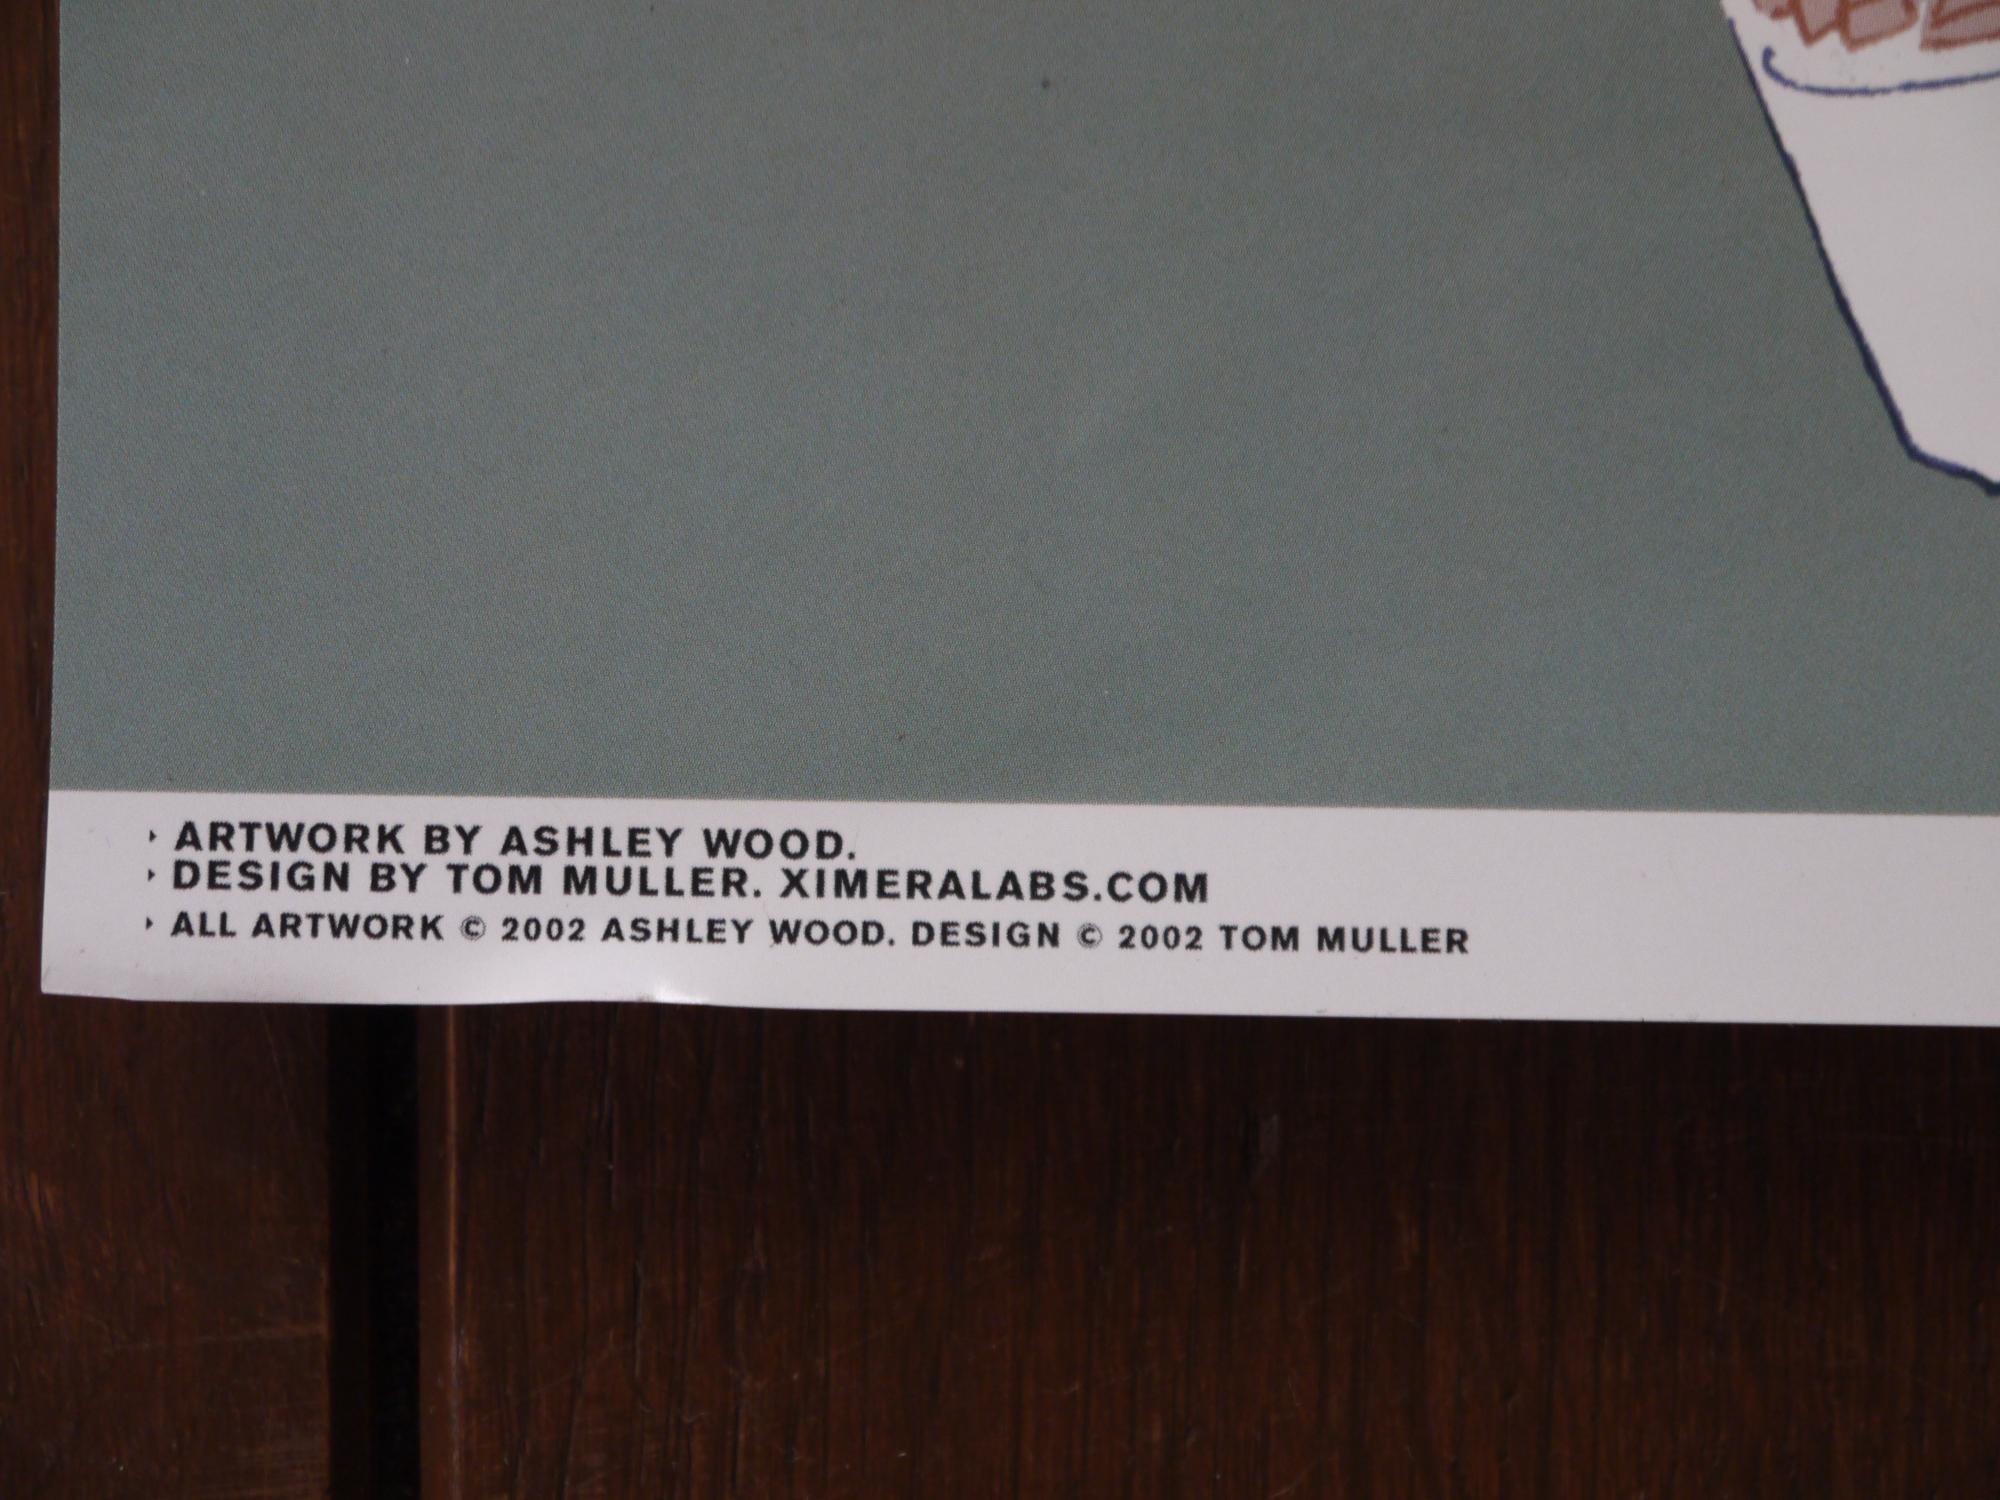 › ARTWORK BY ASHLEY WOOD.
› DESIGN BY TOM MULLER. XIMERALABS.COM
› ALL ARTWORK © 2002 ASHLEY WOOD. DESIGN © 2002 TOM MULLER